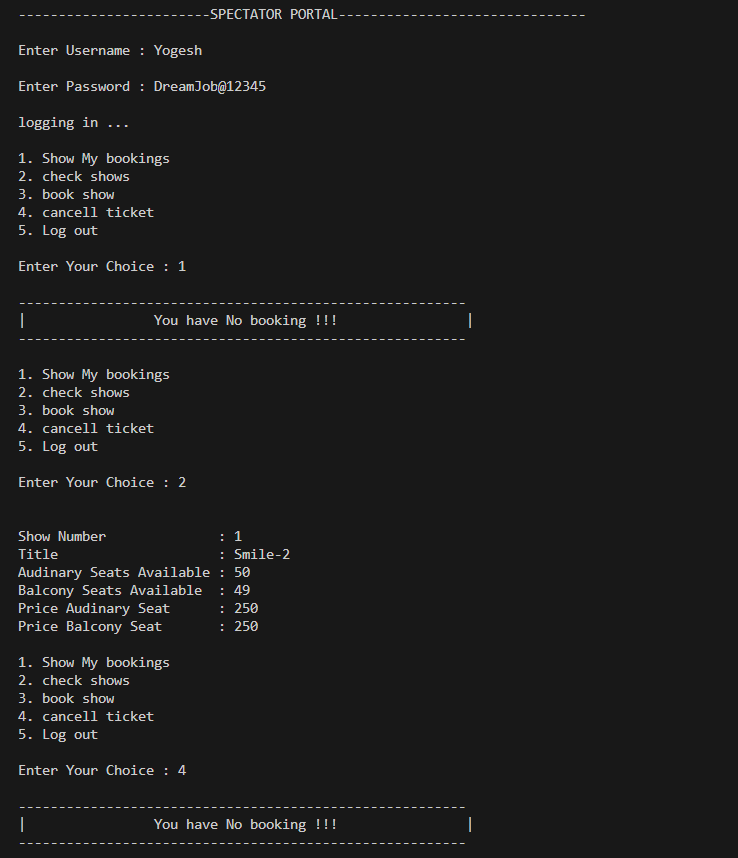 ------------------------SPECTATOR PORTAL-------------------------------
Enter Username : Yogesh
Enter Password : DreamJob@12345
logging in ...
1. Show My bookings
2. check shows
3. book show
4. cancell ticket
5. Log out
Enter Your Choice : 1
--------------------------------------------------------
|                You have No booking !!!                |
--------------------------------------------------------
1. Show My bookings
2. check shows
3. book show
4. cancell ticket
5. Log out
Enter Your Choice : 2
Show Number              : 1
Title                    : Smile-2
Audinary Seats Available : 50
Balcony Seats Available  : 49
Price Audinary Seat      : 250
Price Balcony Seat       : 250
1. Show My bookings
2. check shows
3. book show
4. cancell ticket
5. Log out
Enter Your Choice : 4
--------------------------------------------------------
|                You have No booking !!!                |
--------------------------------------------------------